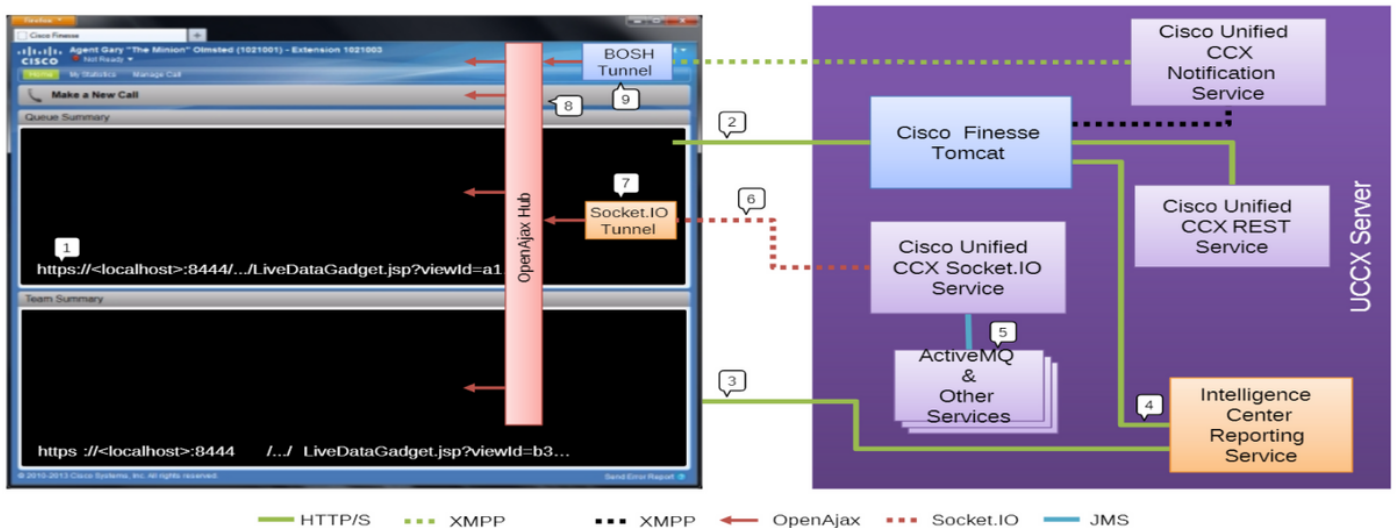 Firefox
Cisco Finesse
CISCO
Agent Gary "The Minion" Olmsted (1021001) - Extension 1021003
Not Ready
Home My Statistics Manage Call
Make a New Call
Queue Summary
1
https://<localhost>:8444/.../LiveDataGadget.jsp?viewId=a1
Team Summary
https ://<localhost>:8444 /.../ LiveDataGadget.jsp?viewId=b3...
© 2010-2013 Cisco Systems, Inc. All rights reserved.
Send Error Report
OpenAjax Hub
BOSH
Tunnel
9
8
7
Socket.IO
Tunnel
2
6
3
Cisco Unified
CCX
Notification
Service
Cisco Finesse
Tomcat
Cisco Unified
CCX REST
Service
Cisco Unified
CCX Socket.IO
Service
5
ActiveMQ
&
Other
Services
4
Intelligence
Center
Reporting
Service
UCCX Server
HTTP/S
XMPP
XMPP
OpenAjax
Socket.IO
JMS